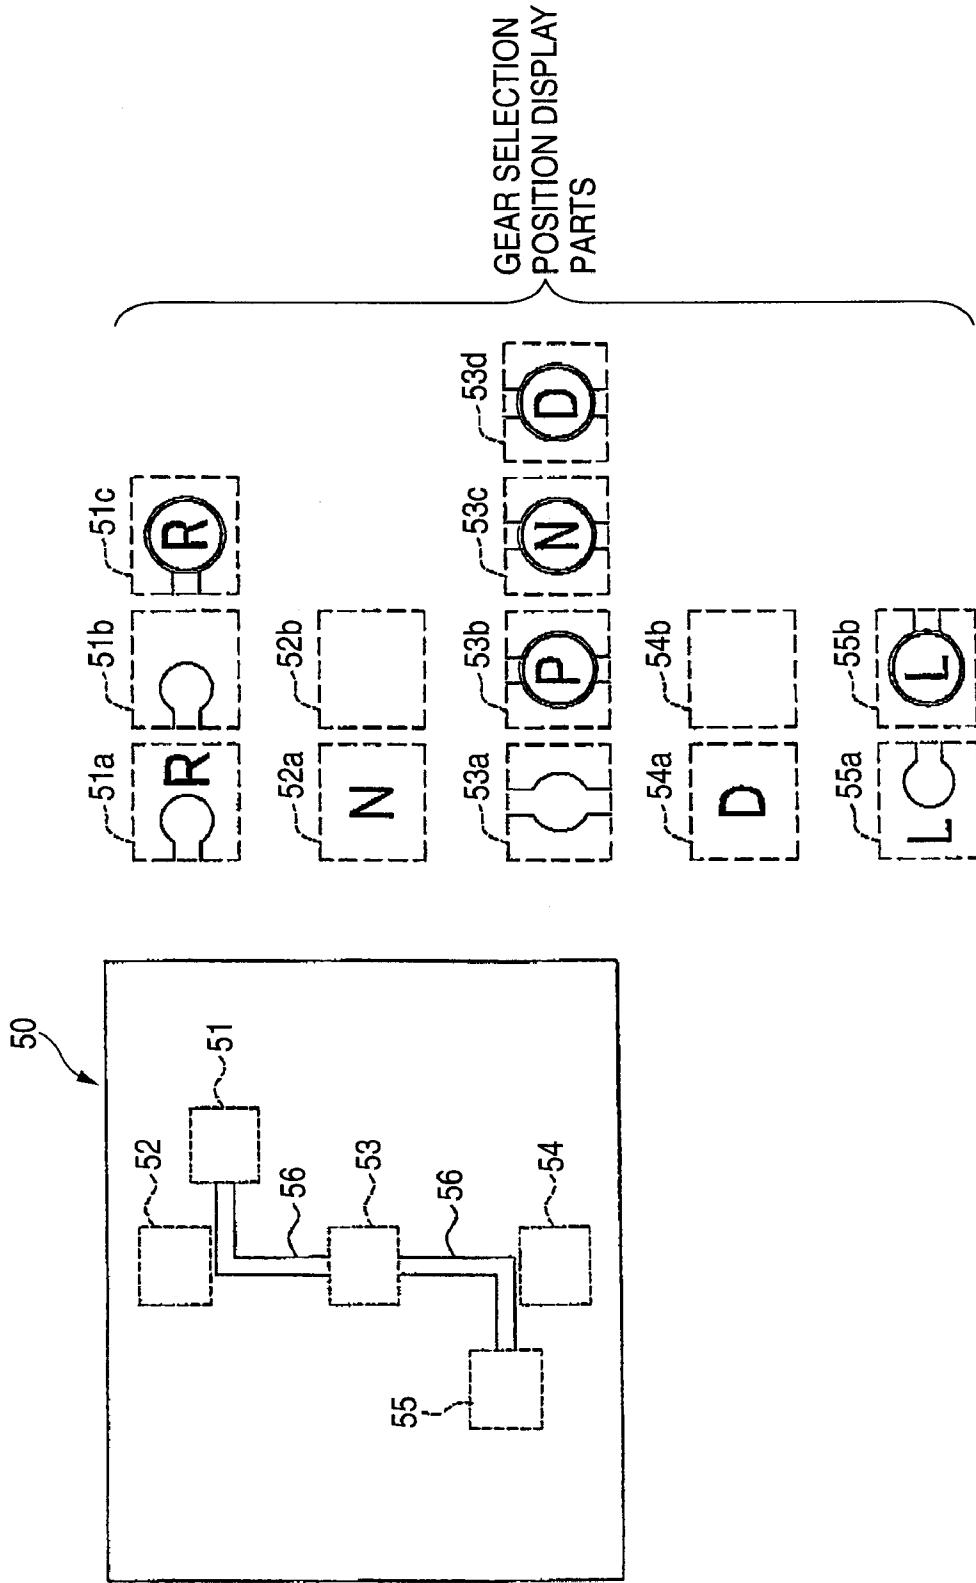 50
52
51
56
53
56
54
55
51a
R
51b
51c
R
52a
N
52b
53a
53b
P
53c
N
53d
D
54a
D
54b
55a
L
55b
L
GEAR SELECTION
POSITION DISPLAY
PARTS